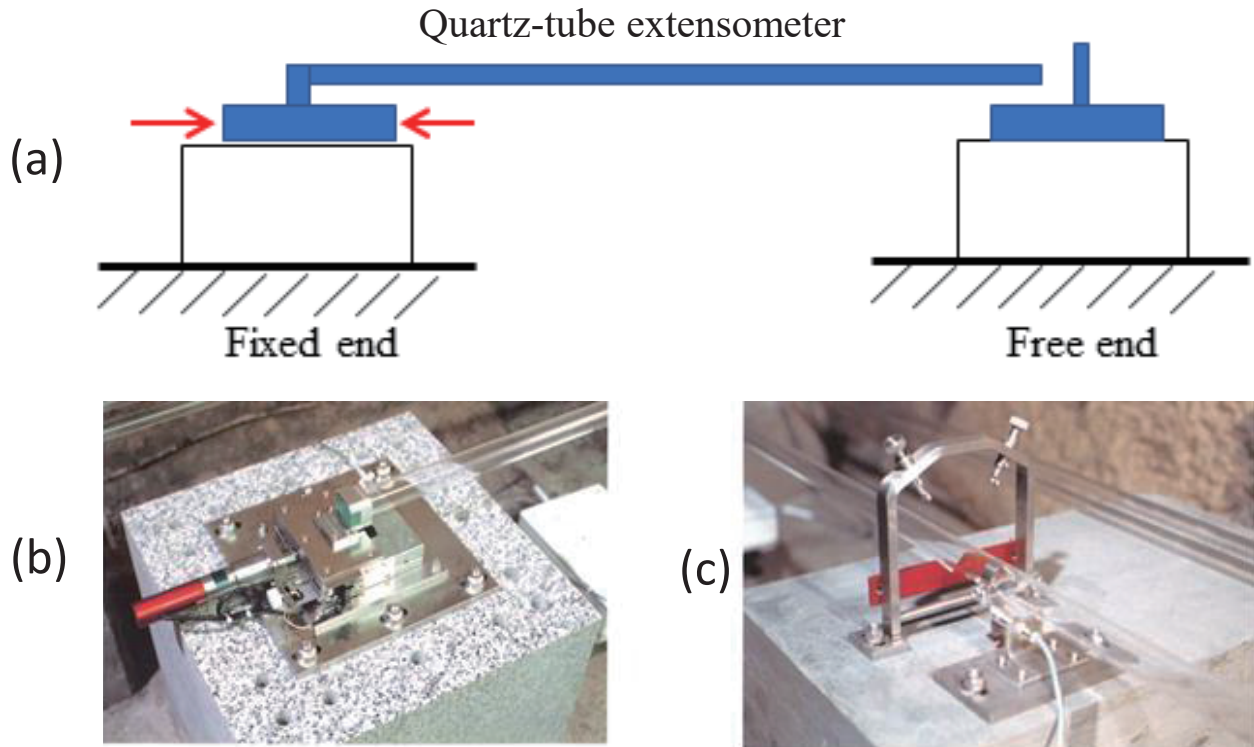 Quartz-tube extensometer
(a)
Fixed end
Free end
(b)
(c)